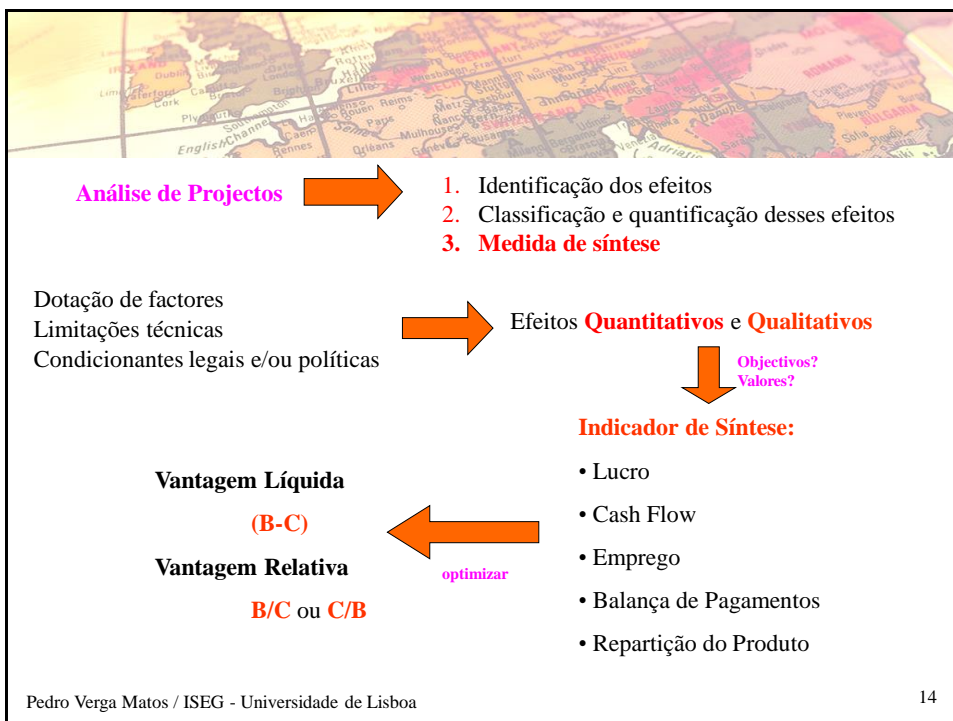 Análise de Projectos
1. Identificação dos efeitos
2. Classificação e quantificação desses efeitos
3. Medida de síntese
Dotação de factores
Limitações técnicas
Condicionantes legais e/ou políticas
Efeitos Quantitativos e Qualitativos
Objectivos?
Valores?
Indicador de Síntese:
• Lucro
• Cash Flow
• Emprego
• Balança de Pagamentos
• Repartição do Produto
optimizar
Vantagem Líquida
(B-C)
Vantagem Relativa
B/C ou C/B
Pedro Verga Matos / ISEG - Universidade de Lisboa
14